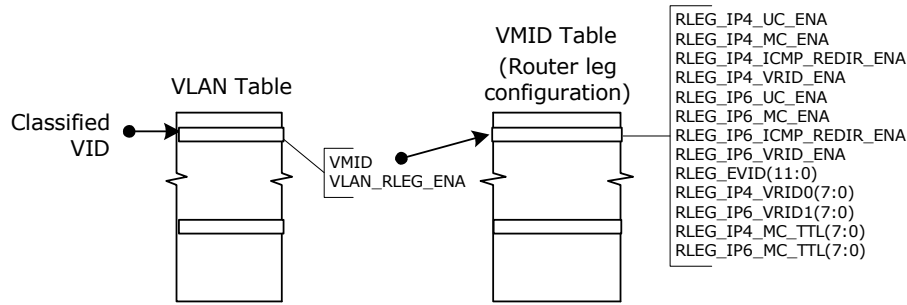 VLAN Table
Classified
VID
VMID
VLAN_RLEG_ENA
VMID Table
(Router leg
configuration)
RLEG_IP4_UC_ENA
RLEG_IP4_MC_ENA
RLEG_IP4_ICMP_REDIR_ENA
RLEG_IP4_VRID_ENA
RLEG_IP6_UC_ENA
RLEG_IP6_MC_ENA
RLEG_IP6_ICMP_REDIR_ENA
RLEG_IP6_VRID_ENA
RLEG_EVID(11:0)
RLEG_IP4_VRID0(7:0)
RLEG_IP6_VRID1(7:0)
RLEG_IP4_MC_TTL(7:0)
RLEG_IP6_MC_TTL(7:0)